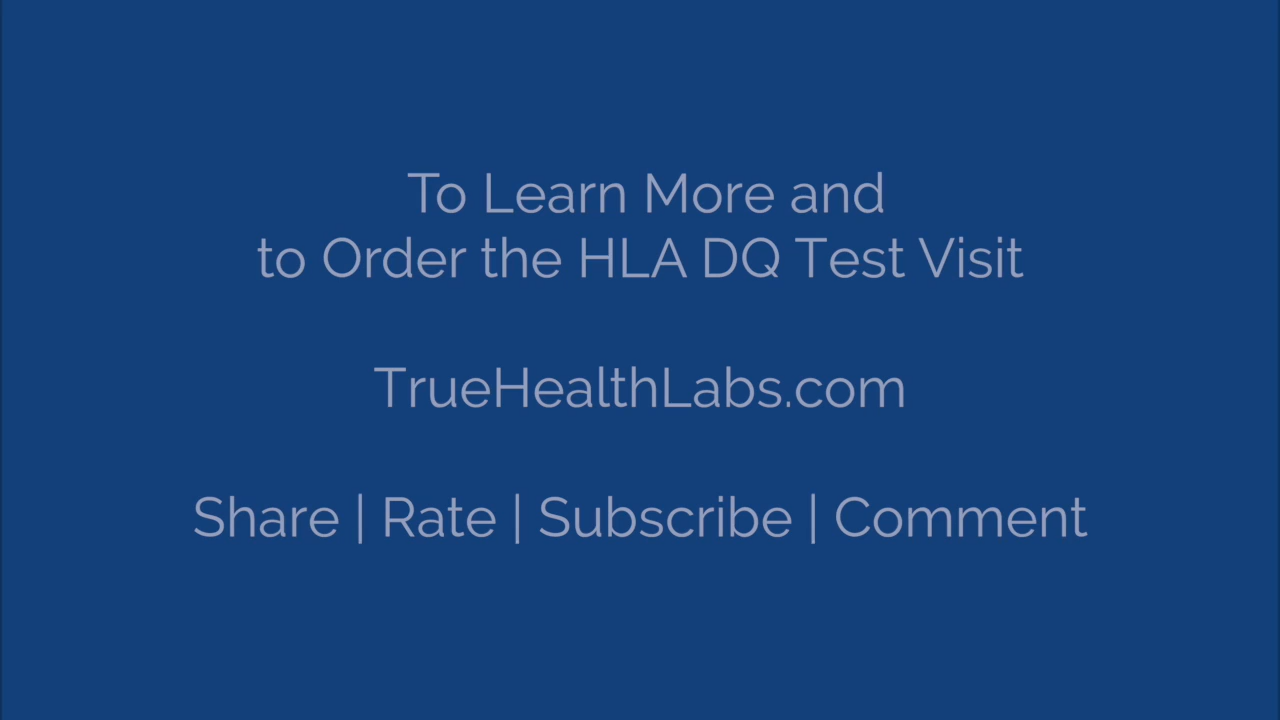 To Learn More and
to Order the HLA DQ Test Visit
TrueHealthLabs.com
Share | Rate | Subscribe | Comment